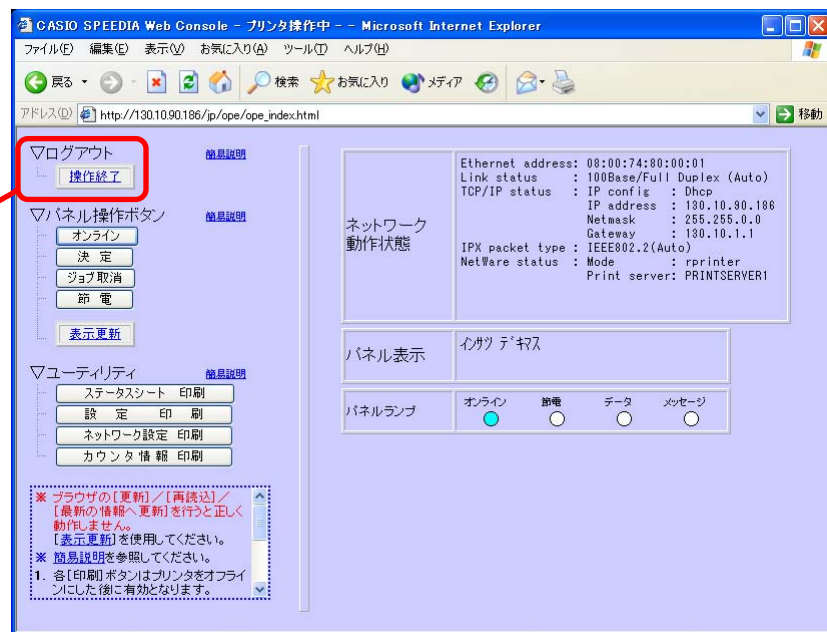 CASIO SPEEDIA Web Console - プリンタ操作中 - - Microsoft Internet Explorer
ファイル(F) 編集(E) 表示(V) お気に入り(A) ツール(T) ヘルプ(H)
戻る 検索 お気に入り メディア
アドレス(D) http://130.10.90.186/jp/ope/ope_index.html 移動
▽ログアウト 簡易説明
操作終了
▽パネル操作ボタン 簡易説明
オンライン
決 定
ジョブ取消
節 電
表示更新
▽ユーティリティ 簡易説明
ステータスシート 印刷
設 定 印 刷
ネットワーク設定 印刷
カウンタ情報 印刷
※ ブラウザの[更新]/[再読込]/
[最新の情報へ更新]を行うと正しく
動作しません。
[表示更新]を使用してください。
※ 簡易説明を参照してください。
1. 各[印刷]ボタンはプリンタをオフライ
ンにした後に有効となります。
ネットワーク
動作状態
Ethernet address: 08:00:74:80:00:01
Link status : 100Base/Full Duplex (Auto)
TCP/IP status : IP config : Dhcp
IP address : 130.10.90.186
Netmask : 255.255.0.0
Gateway : 130.10.1.1
IPX packet type : IEEE802.2(Auto)
NetWare status : Mode : rprinter
Print server: PRINTSERVER1
パネル表示 インサツ デキマス
パネルランプ オンライン 節電 データ メッセージ